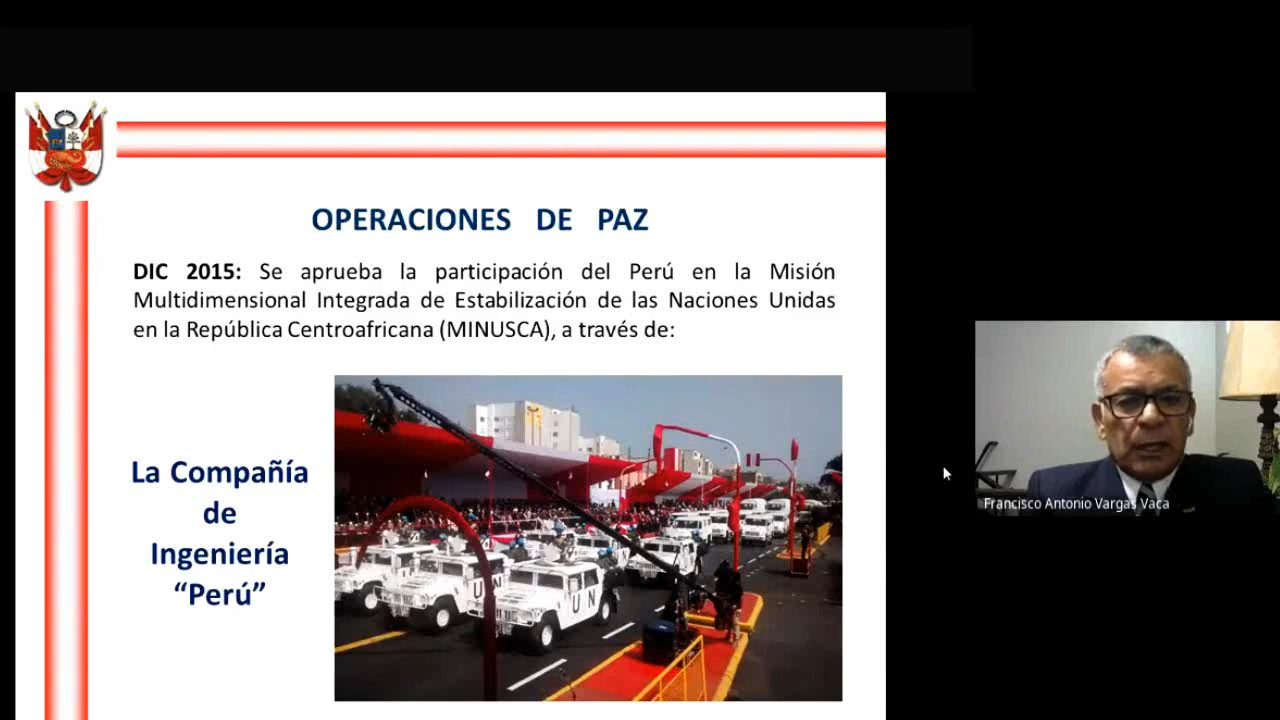 OPERACIONES DE PAZ
DIC 2015: Se aprueba la participación del Perú en la Misión
Multidimensional Integrada de Estabilización de las Naciones Unidas
en la República Centroafricana (MINUSCA), a través de:
La Compañía
de
Ingeniería
“Perú”
U N
U
Francisco Antonio Vargas Vaca